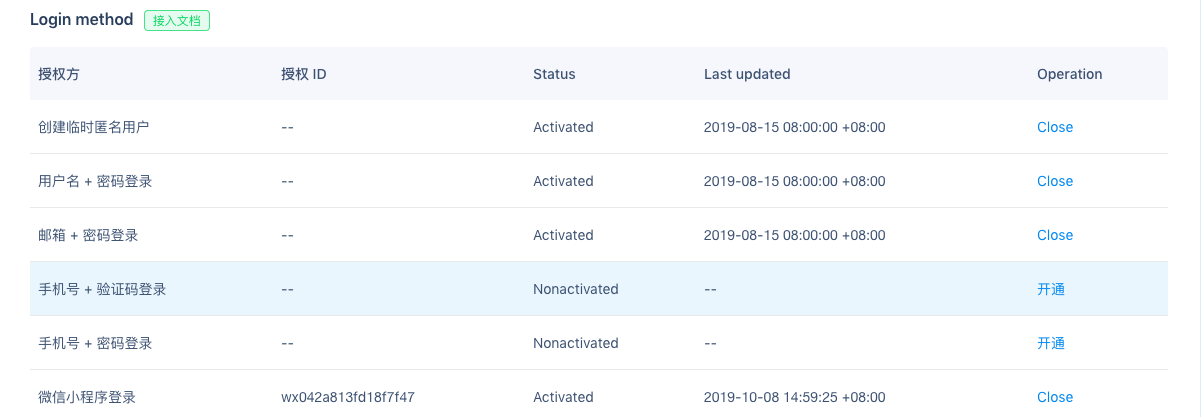 Login method 接入文档
授权方 授权 ID Status Last updated Operation
创建临时匿名用户 -- Activated 2019-08-15 08:00:00 +08:00 Close
用户名 + 密码登录 -- Activated 2019-08-15 08:00:00 +08:00 Close
邮箱 + 密码登录 -- Activated 2019-08-15 08:00:00 +08:00 Close
手机号 + 验证码登录 -- Nonactivated -- 开通
手机号 + 密码登录 -- Nonactivated -- 开通
微信小程序登录 wx042a813fd18f7f47 Activated 2019-10-08 14:59:25 +08:00 Close